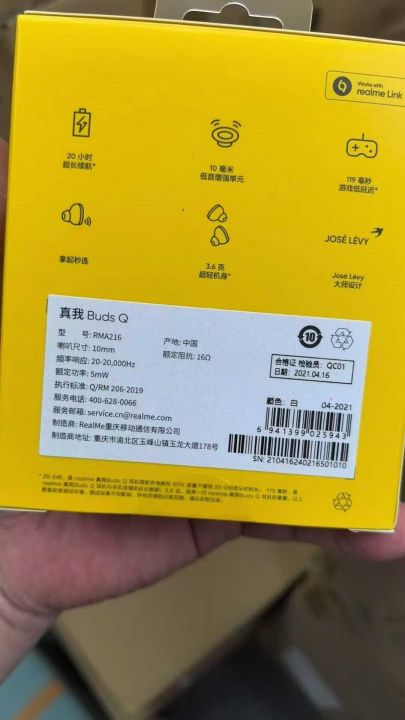 Works with
realme Link
20 小时
超长续航*
10 毫米
低音增强单元
119 毫秒
游戏低延迟*
拿起秒连
3.6 克
超轻机身*
JOSÉ LÉVY
José Lévy
大师设计
真我 Buds Q
型 号: RMA216
产地: 中国
喇叭尺寸: 10mm
额定阻抗: 16Ω
频率响应: 20-20,000Hz
额定功率: 5mW
执行标准: Q/RM 206-2019
服务电话: 400-628-0066
服务邮箱: service.cn@realme.com
制造商: RealMe重庆移动通信有限公司
制造商地址: 重庆市渝北区玉峰山镇玉龙大道178号
10
合格证 检验员: QC01
日期: 2021.04.16
颜色: 白
04-2021
6 941399 025943
SN: 210416240216501010